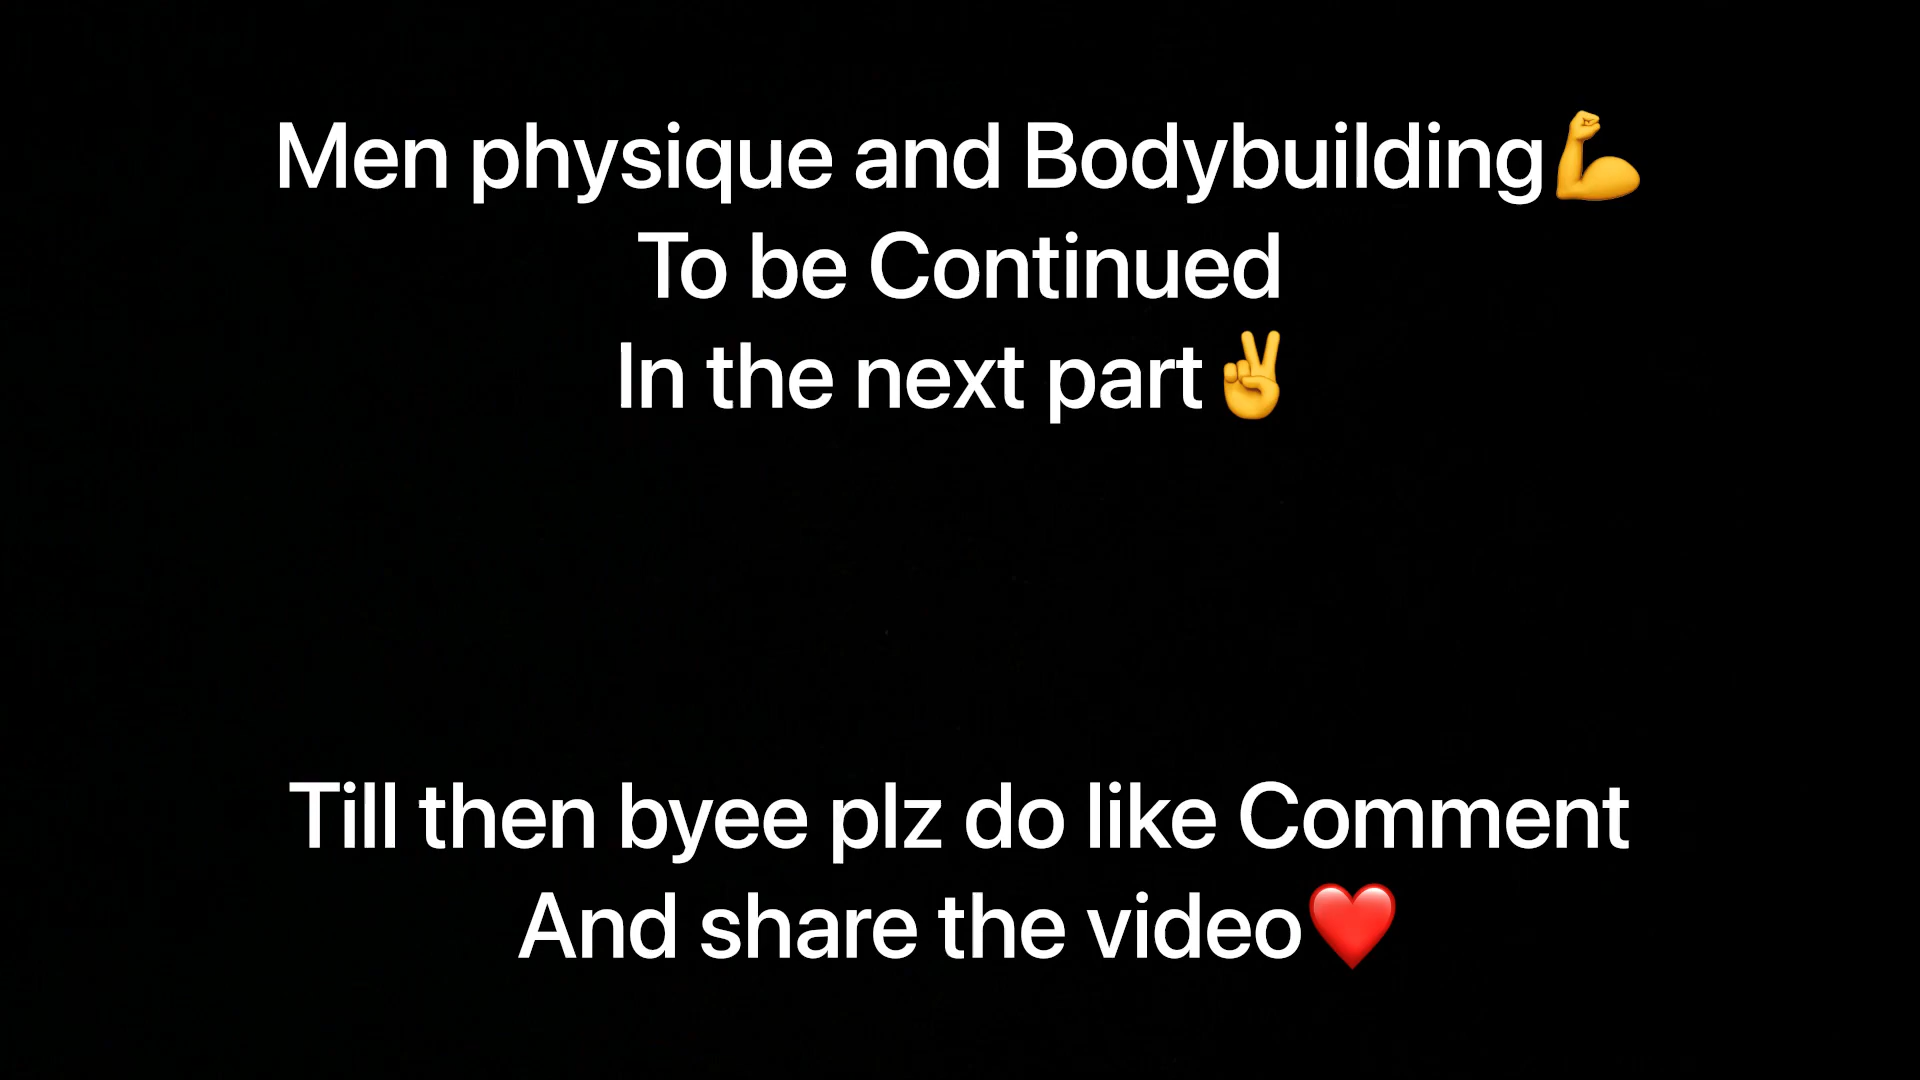 Men physique and Bodybuilding💪
To be Continued
In the next part✌️
Till then byee plz do like Comment
And share the video❤️